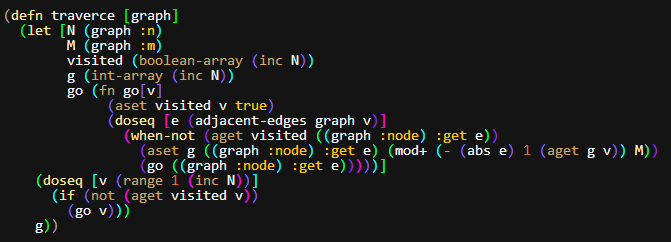 (defn traverce [graph]
  (let [N (graph :n)
        M (graph :m)
        visited (boolean-array (inc N))
        g (int-array (inc N))
        go (fn go[v]
             (aset visited v true)
             (doseq [e (adjacent-edges graph v)]
               (when-not (aget visited ((graph :node) :get e))
                 (aset g ((graph :node) :get e) (mod+ (- (abs e) 1 (aget g v)) M))
                 (go ((graph :node) :get e)))))]
    (doseq [v (range 1 (inc N))]
      (if (not (aget visited v))
        (go v)))
    g))